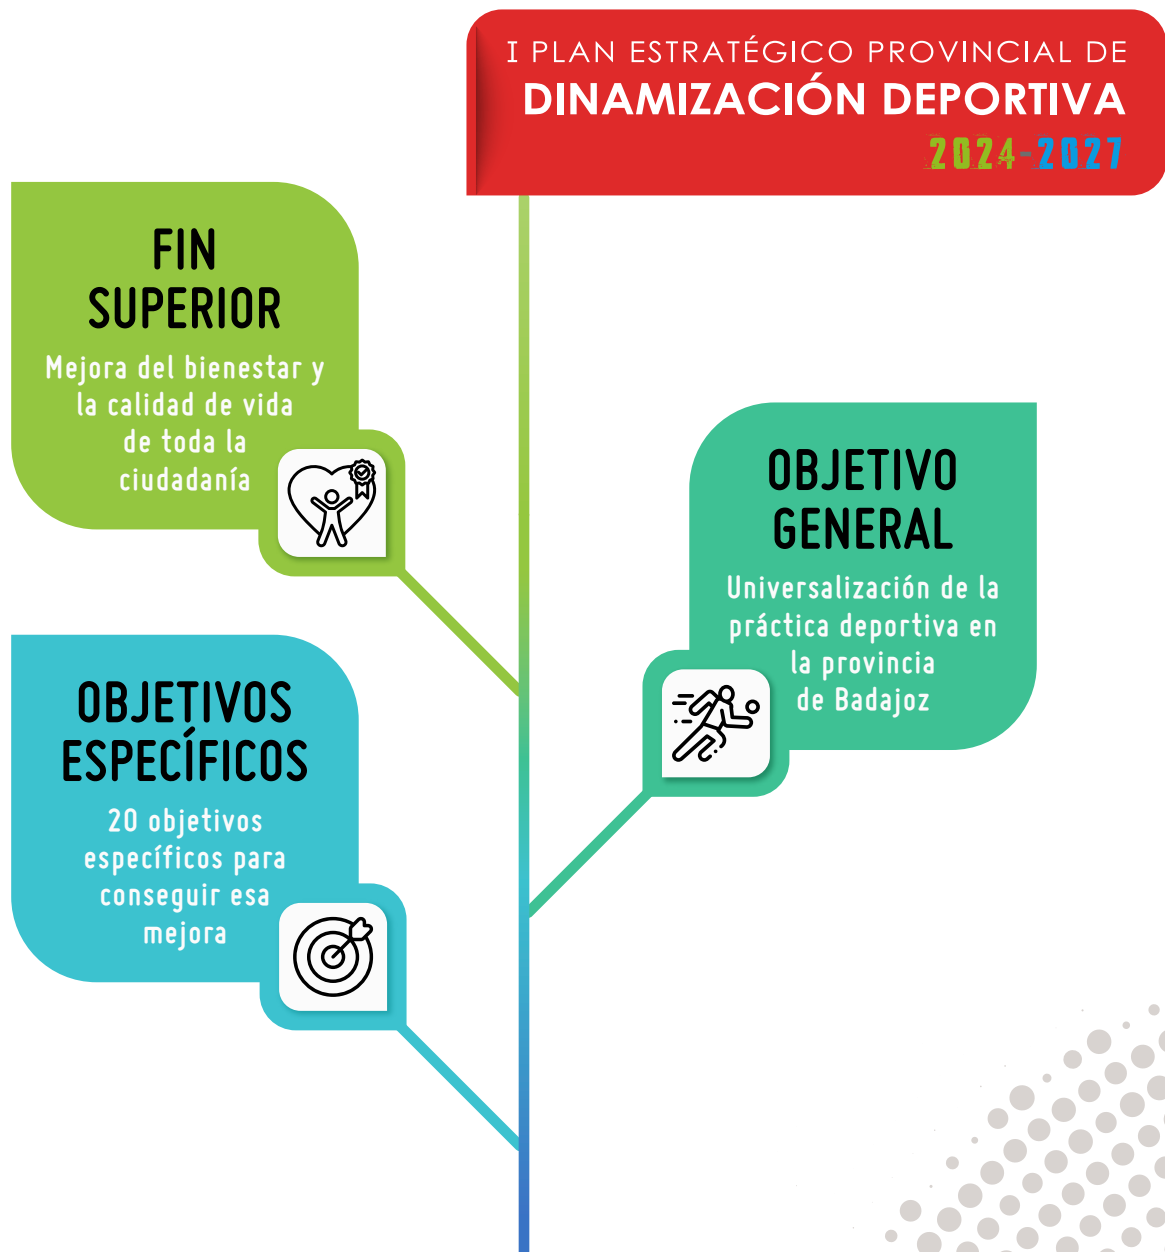 I PLAN ESTRATÉGICO PROVINCIAL DE
DINAMIZACIÓN DEPORTIVA
2024-2027
FIN
SUPERIOR
Mejora del bienestar y
la calidad de vida
de toda la
ciudadanía
OBJETIVO
GENERAL
Universalización de la
práctica deportiva en
la provincia
de Badajoz
OBJETIVOS
ESPECÍFICOS
20 objetivos
específicos para
conseguir esa
mejora